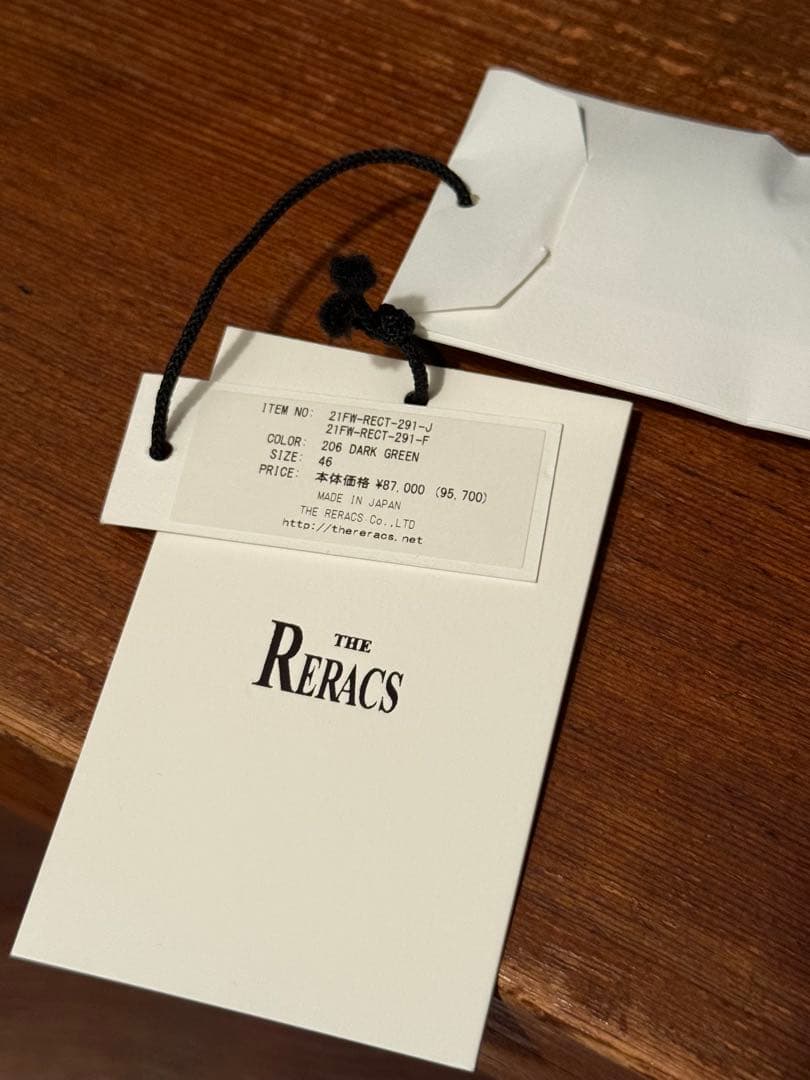 ITEM NO: 21FW-RECT-291-J
21FW-RECT-291-F
COLOR: 206 DARK GREEN
SIZE: 46
PRICE: 本体価格 ¥87,000 (95,700)
MADE IN JAPAN
THE RERACS Co.,LTD
http://thereracs.net
THE
RERACS